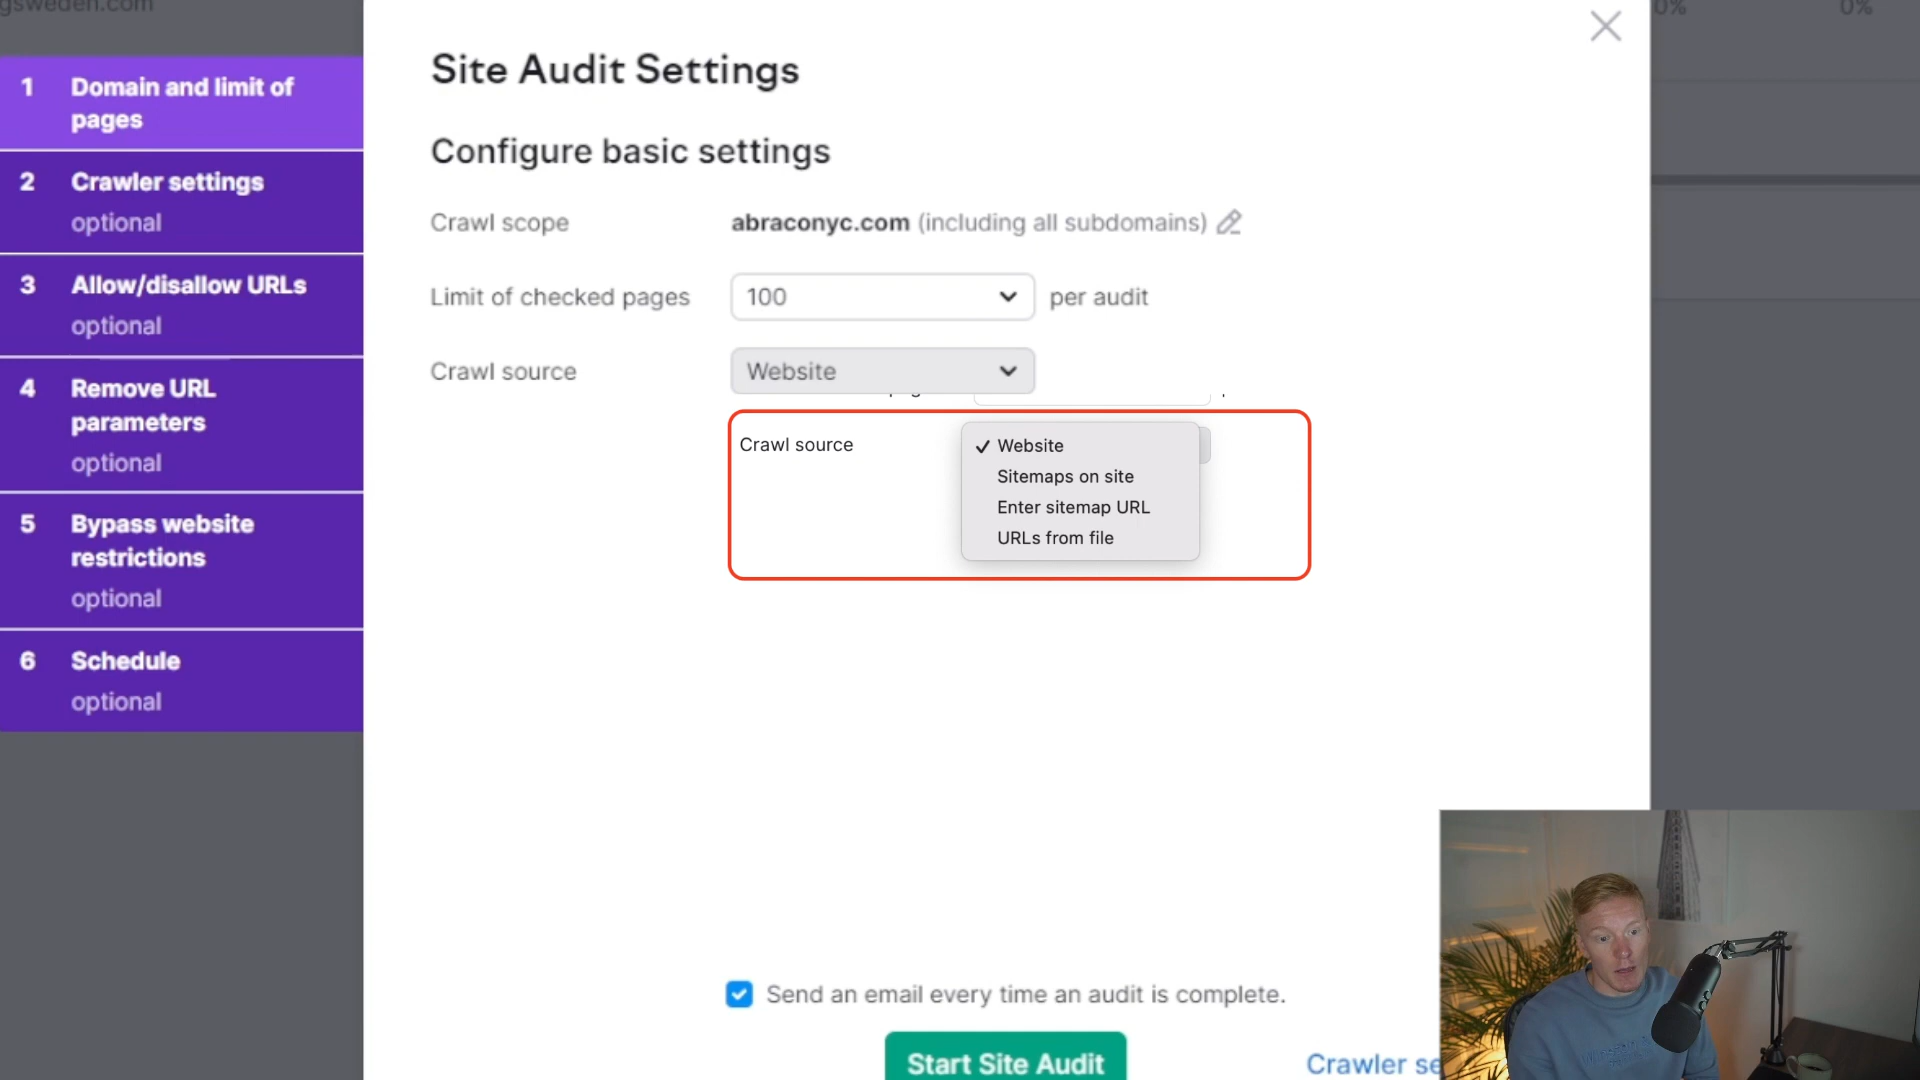 gsweden.com
0%
0%
1 Domain and limit of
pages
2 Crawler settings
optional
3 Allow/disallow URLs
optional
4 Remove URL
parameters
optional
5 Bypass website
restrictions
optional
6 Schedule
optional
Site Audit Settings
Configure basic settings
Crawl scope abraconyc.com (including all subdomains)
Limit of checked pages 100 per audit
Crawl source Website
Crawl source ✓ Website
Sitemaps on site
Enter sitemap URL
URLs from file
Send an email every time an audit is complete.
Start Site Audit
Crawler se